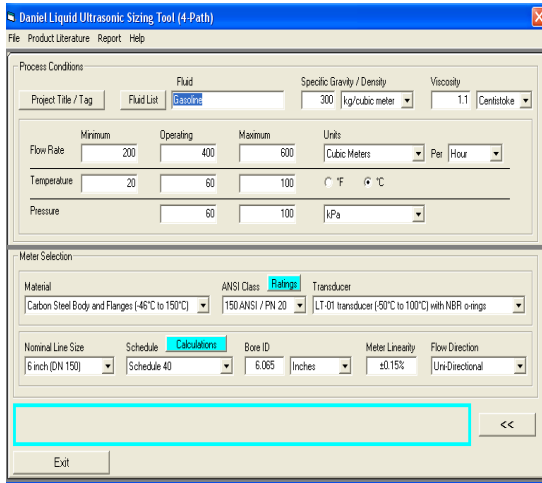 Daniel Liquid Ultrasonic Sizing Tool (4-Path)
File Product Literature Report Help
Process Conditions
Fluid Specific Gravity / Density Viscosity
Project Title / Tag Fluid List Gasoline 300 kg/cubic meter 1.1 Centistoke
Minimum Operating Maximum Units
Flow Rate 200 400 600 Cubic Meters Per Hour
Temperature 20 60 100 °F °C
Pressure 60 100 kPa
Meter Selection
Material ANSI Class Ratings Transducer
Carbon Steel Body and Flanges (-46°C to 150°C) 150 ANSI / PN 20 LT-01 transducer (-50°C to 100°C) with NBR o-rings
Nominal Line Size Schedule Calculations Bore ID Meter Linearity Flow Direction
6 inch (DN 150) Schedule 40 6.065 Inches ±0.15% Uni-Directional
<<
Exit